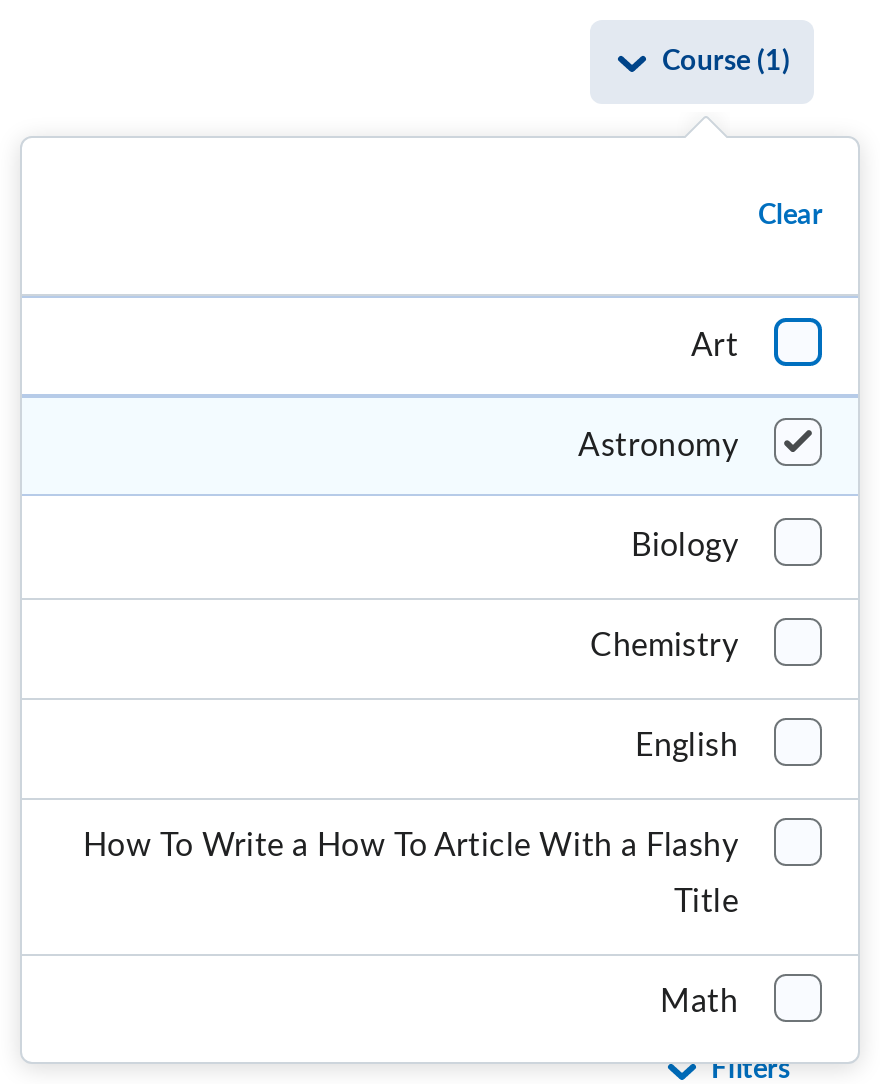 Course (1)
Clear
Art
Astronomy
Biology
Chemistry
English
How To Write a How To Article With a Flashy
Title
Math
Filters